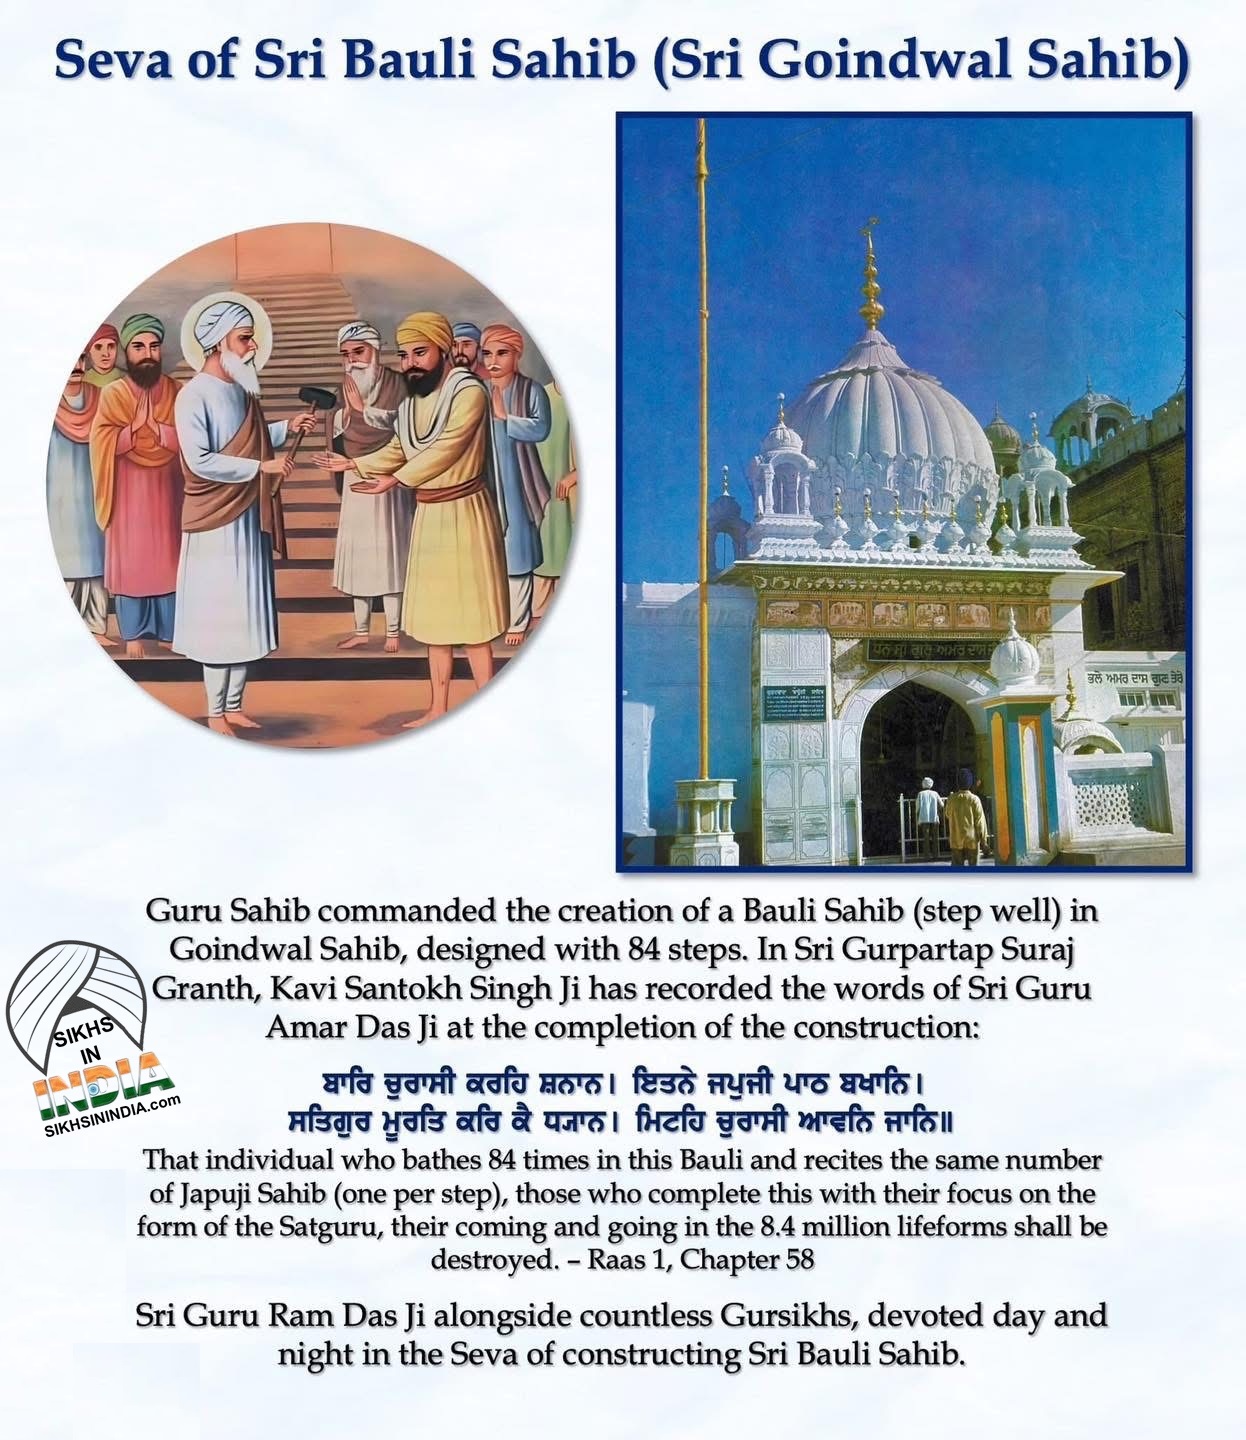 Seva of Sri Bauli Sahib (Sri Goindwal Sahib)
ਧੰਨ ਸ੍ਰੀ ਗੁਰੂ ਅਮਰ ਦਾਸ
ਭਲੇ ਅਮਰ ਦਾਸ ਗੁਣ ਤੇਰੇ
Guru Sahib commanded the creation of a Bauli Sahib (step well) in
Goindwal Sahib, designed with 84 steps. In Sri Gurpartap Suraj
Granth, Kavi Santokh Singh Ji has recorded the words of Sri Guru
Amar Das Ji at the completion of the construction:
SIKHS
IN
INDIA
SIKHSININDIA.com
ਬਾਰਿ ਚੁਰਾਸੀ ਕਰਹਿ ਸ਼ਨਾਨ। ਇਤਨੇ ਜਪੁਜੀ ਪਾਠ ਬਖਾਨਿ।
ਸਤਿਗੁਰ ਮੂਰਤਿ ਕਰਿ ਕੈ ਧ੍ਯਾਨ। ਮਿਟਹਿ ਚੁਰਾਸੀ ਆਵਨਿ ਜਾਨਿ॥
That individual who bathes 84 times in this Bauli and recites the same number
of Japuji Sahib (one per step), those who complete this with their focus on the
form of the Satguru, their coming and going in the 8.4 million lifeforms shall be
destroyed. – Raas 1, Chapter 58
Sri Guru Ram Das Ji alongside countless Gursikhs, devoted day and
night in the Seva of constructing Sri Bauli Sahib.